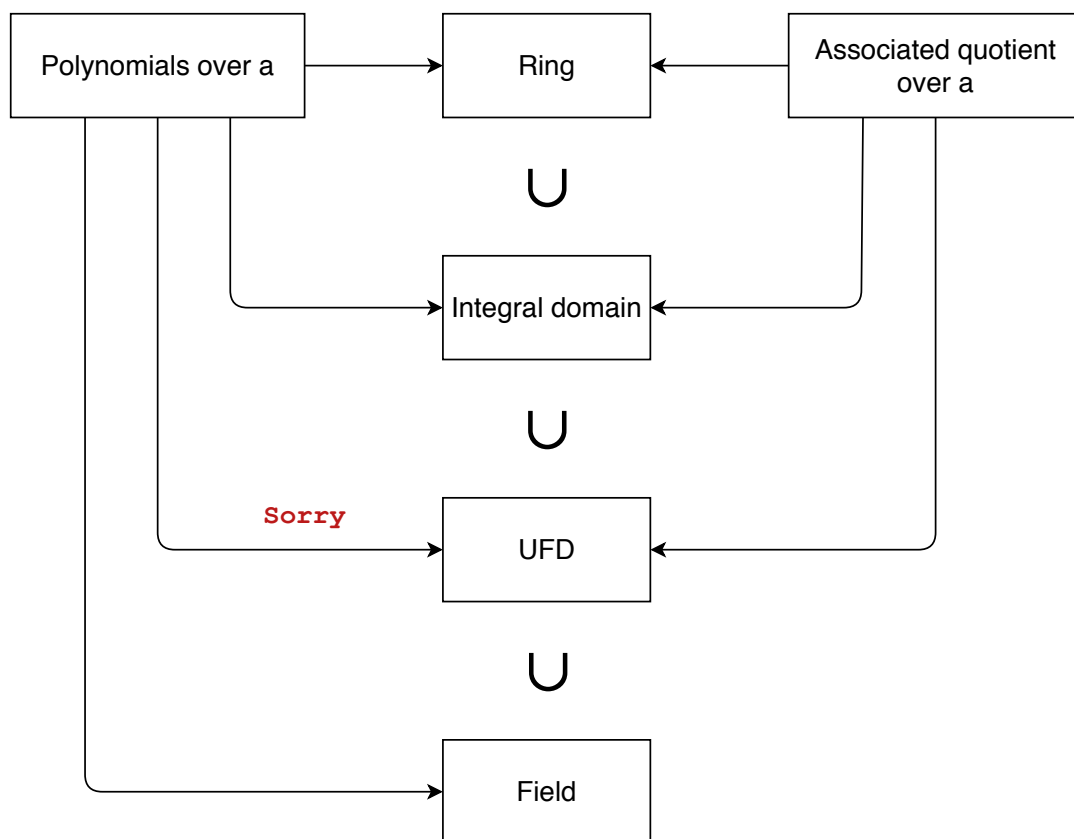 Polynomials over a
Ring
Associated quotient
over a
∪
Integral domain
∪
Sorry
UFD
∪
Field